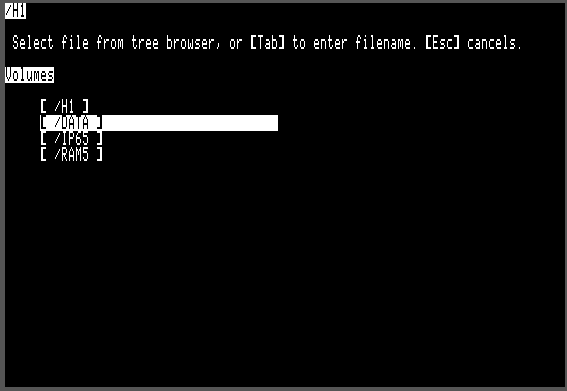 /H1
Select file from tree browser, or [Tab] to enter filename. [Esc] cancels.
Volumes
[ /H1 ]
[ /DATA ]
[ /IP65 ]
[ /RAM5 ]